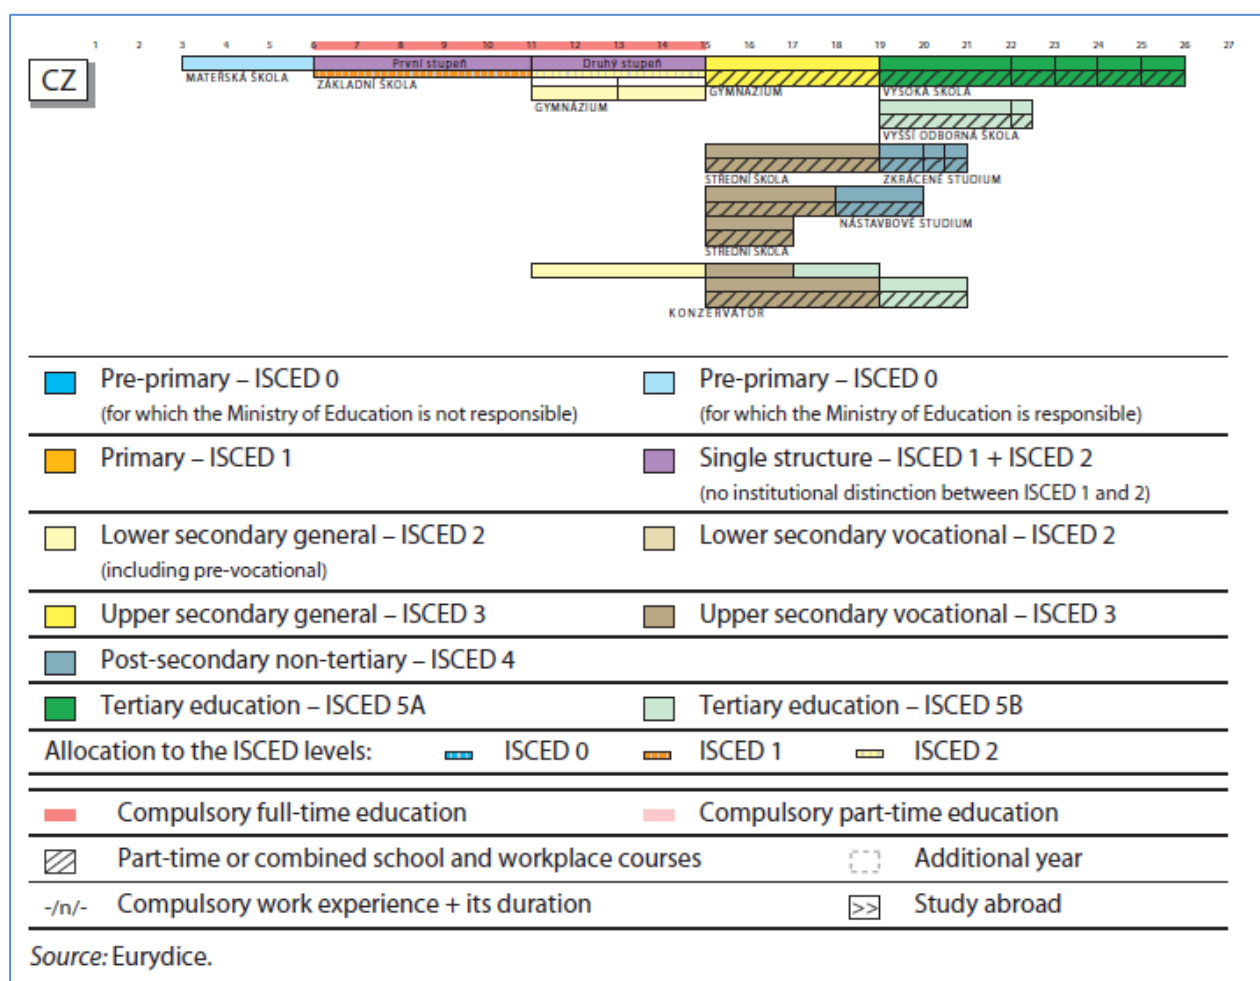 1 2 3 4 5 6 7 8 9 10 11 12 13 14 15 16 17 18 19 20 21 22 23 24 25 26 27
CZ
První stupeň Druhý stupeň
MATEŘSKÁ ŠKOLA ZÁKLADNÍ ŠKOLA GYMNÁZIUM VYSOKÁ ŠKOLA
GYMNÁZIUM
VYŠŠÍ ODBORNÁ ŠKOLA
STŘEDNÍ ŠKOLA ZKRÁCENÉ STUDIUM
NÁSTAVBOVÉ STUDIUM
STŘEDNÍ ŠKOLA
KONZERVATOŘ
Pre-primary – ISCED 0 Pre-primary – ISCED 0
(for which the Ministry of Education is not responsible) (for which the Ministry of Education is responsible)
Primary – ISCED 1 Single structure – ISCED 1 + ISCED 2
(no institutional distinction between ISCED 1 and 2)
Lower secondary general – ISCED 2 Lower secondary vocational – ISCED 2
(including pre-vocational)
Upper secondary general – ISCED 3 Upper secondary vocational – ISCED 3
Post-secondary non-tertiary – ISCED 4
Tertiary education – ISCED 5A Tertiary education – ISCED 5B
Allocation to the ISCED levels: ISCED 0 ISCED 1 ISCED 2
Compulsory full-time education Compulsory part-time education
Part-time or combined school and workplace courses Additional year
-/n/- Compulsory work experience + its duration >> Study abroad
Source: Eurydice.